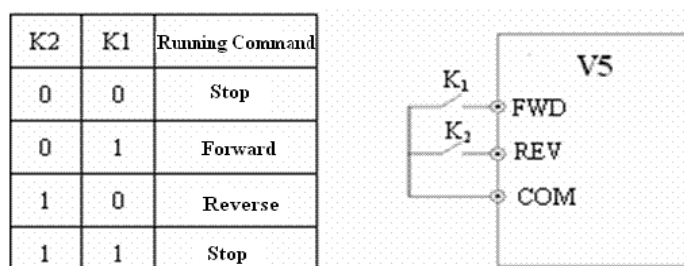 K2 K1 Running Command
0 0 Stop
0 1 Forward
1 0 Reverse
1 1 Stop
V5
K1
FWD
K2
REV
COM